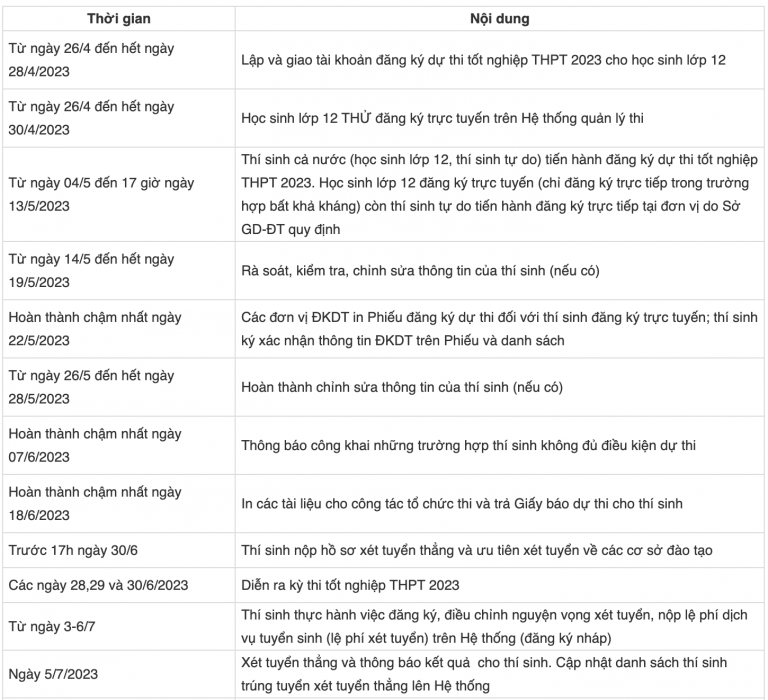 Thời gian
Nội dung
Từ ngày 26/4 đến hết ngày
28/4/2023
Lập và giao tài khoản đăng ký dự thi tốt nghiệp THPT 2023 cho học sinh lớp 12
Từ ngày 26/4 đến hết ngày
30/4/2023
Học sinh lớp 12 THỬ đăng ký trực tuyến trên Hệ thống quản lý thi
Từ ngày 04/5 đến 17 giờ ngày
13/5/2023
Thí sinh cả nước (học sinh lớp 12, thí sinh tự do) tiến hành đăng ký dự thi tốt nghiệp
THPT 2023. Học sinh lớp 12 đăng ký trực tuyến (chỉ đăng ký trực tiếp trong trường
hợp bất khả kháng) còn thí sinh tự do tiến hành đăng ký trực tiếp tại đơn vị do Sở
GD-ĐT quy định
Từ ngày 14/5 đến hết ngày
19/5/2023
Rà soát, kiểm tra, chỉnh sửa thông tin của thí sinh (nếu có)
Hoàn thành chậm nhất ngày
22/5/2023
Các đơn vị ĐKDT in Phiếu đăng ký dự thi đối với thí sinh đăng ký trực tuyến; thí sinh
ký xác nhận thông tin ĐKDT trên Phiếu và danh sách
Từ ngày 26/5 đến hết ngày
28/5/2023
Hoàn thành chỉnh sửa thông tin của thí sinh (nếu có)
Hoàn thành chậm nhất ngày
07/6/2023
Thông báo công khai những trường hợp thí sinh không đủ điều kiện dự thi
Hoàn thành chậm nhất ngày
18/6/2023
In các tài liệu cho công tác tổ chức thi và trả Giấy báo dự thi cho thí sinh
Trước 17h ngày 30/6
Thí sinh nộp hồ sơ xét tuyển thẳng và ưu tiên xét tuyển về các cơ sở đào tạo
Các ngày 28,29 và 30/6/2023
Diễn ra kỳ thi tốt nghiệp THPT 2023
Từ ngày 3-6/7
Thí sinh thực hành việc đăng ký, điều chỉnh nguyện vọng xét tuyển, nộp lệ phí dịch
vụ tuyển sinh (lệ phí xét tuyển) trên Hệ thống (đăng ký nháp)
Ngày 5/7/2023
Xét tuyển thẳng và thông báo kết quả cho thí sinh. Cập nhật danh sách thí sinh
trúng tuyển xét tuyển thẳng lên Hệ thống